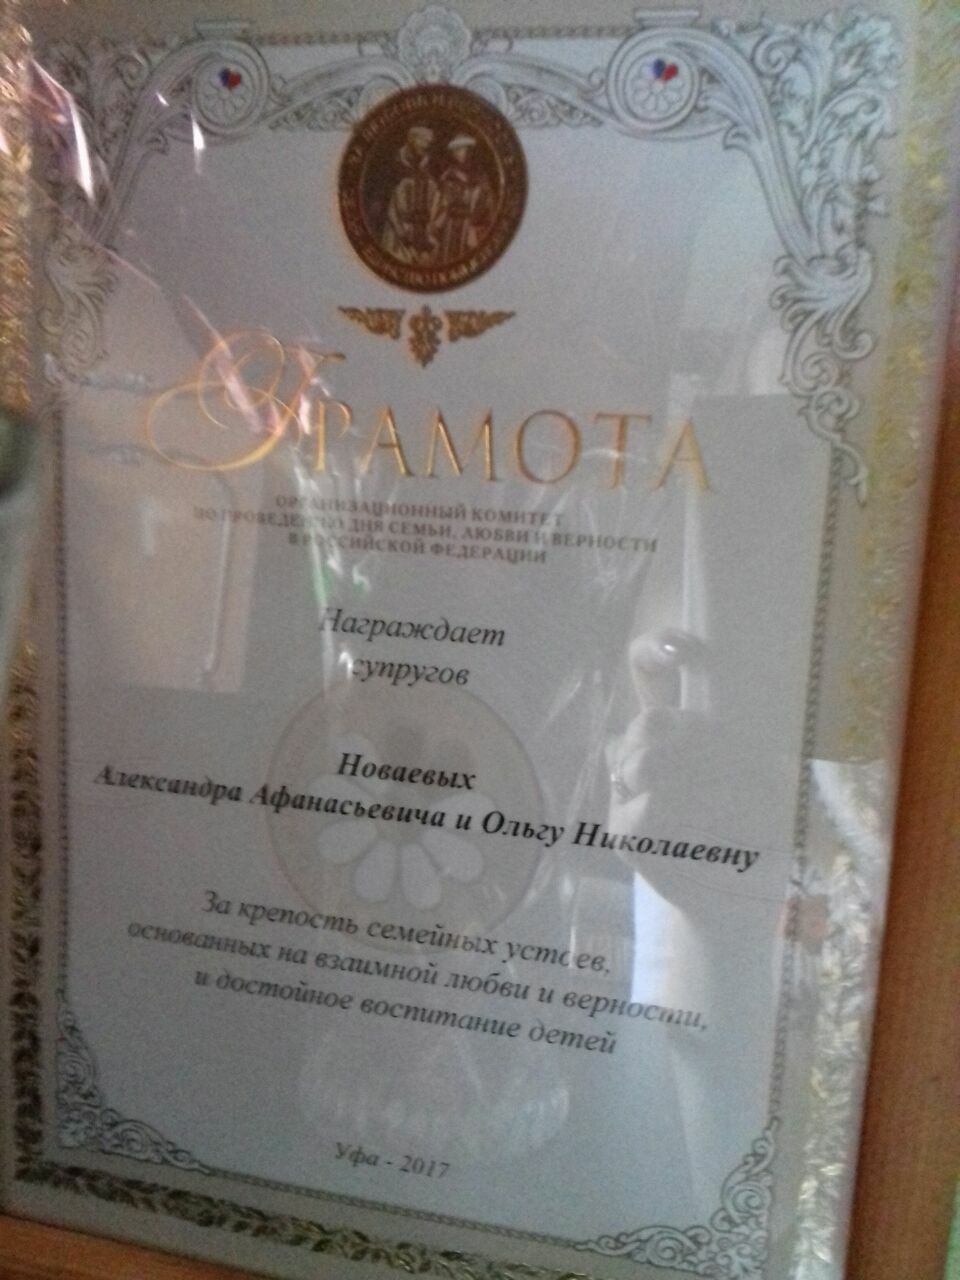 ГРАМОТА
ОРГАНИЗАЦИОННЫЙ КОМИТЕТ
ПО ПРОВЕДЕНИЮ ДНЯ СЕМЬИ, ЛЮБВИ И ВЕРНОСТИ
В РОССИЙСКОЙ ФЕДЕРАЦИИ
Награждает
супругов
Новаевых
Александра Афанасьевича и Ольгу Николаевну
За крепость семейных устоев,
основанных на взаимной любви и верности,
и достойное воспитание детей
Уфа - 2017